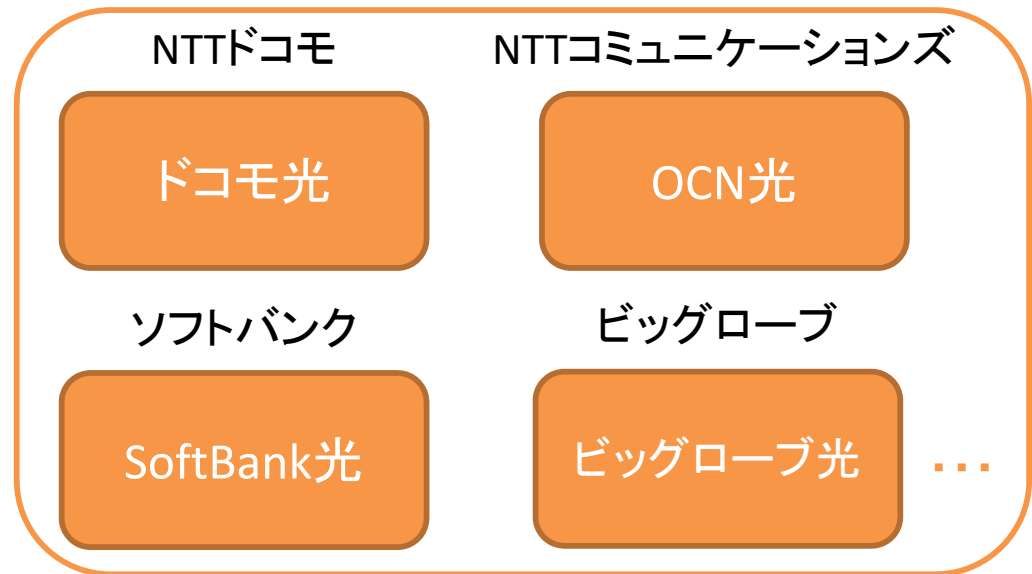 NTTドコモ
NTTコミュニケーションズ
ドコモ光
OCN光
ソフトバンク
ビッグローブ
SoftBank光
ビッグローブ光
...